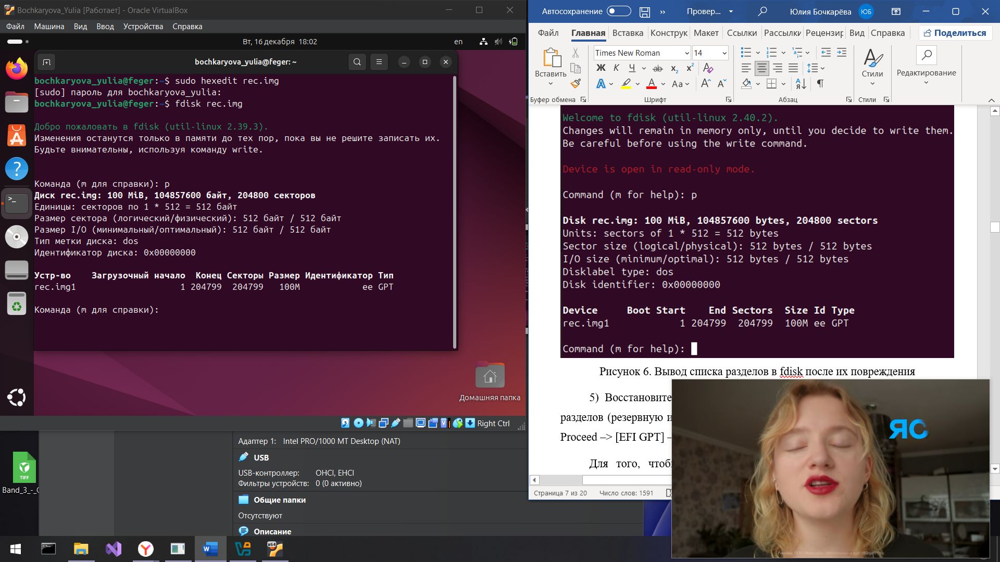 Bochkaryova_Yulia [Работает] - Oracle VirtualBox
Файл Машина Вид Ввод Устройства Справка
Вт, 16 декабря 18:02
en
bochkaryova_yulia@feger: ~
bochkaryova_yulia@feger:~$ sudo hexedit rec.img
[sudo] пароль для bochkaryova_yulia:
bochkaryova_yulia@feger:~$ fdisk rec.img
Добро пожаловать в fdisk (util-linux 2.39.3).
Изменения останутся только в памяти до тех пор, пока вы не решите записать их.
Будьте внимательны, используя команду write.
Команда (m для справки): p
Диск rec.img: 100 MiB, 104857600 байт, 204800 секторов
Единицы: секторов по 1 * 512 = 512 байт
Размер сектора (логический/физический): 512 байт / 512 байт
Размер I/O (минимальный/оптимальный): 512 байт / 512 байт
Тип метки диска: dos
Идентификатор диска: 0x00000000
Устр-во Загрузочный начало Конец Секторы Размер Идентификатор Тип
rec.img1 1 204799 204799 100M ee GPT
Команда (m для справки):
Домашняя папка
Right Ctrl
Адаптер 1: Intel PRO/1000 MT Desktop (NAT)
USB
USB-контроллер: OHCI, EHCI
Фильтры устройств: 0 (0 активно)
Общие папки
Отсутствуют
Описание
TIFF
Band_3_-_
Автосохранение
Провер...
Юлия Бочкарёва
ЮБ
Файл Главная Вставка Конструк Макет Ссылки Рассылки Рецензир Вид Справка
Поделиться
Вставить
Times New Roman 14
Ж К Ч ab x₂ x²
Aa
Стили
Редактирование
Буфер обмена Шрифт Абзац Стили
Welcome to fdisk (util-linux 2.40.2).
Changes will remain in memory only, until you decide to write them.
Be careful before using the write command.
Device is open in read-only mode.
Command (m for help): p
Disk rec.img: 100 MiB, 104857600 bytes, 204800 sectors
Units: sectors of 1 * 512 = 512 bytes
Sector size (logical/physical): 512 bytes / 512 bytes
I/O size (minimum/optimal): 512 bytes / 512 bytes
Disklabel type: dos
Disk identifier: 0x00000000
Device Boot Start End Sectors Size Id Type
rec.img1 1 204799 204799 100M ee GPT
Command (m for help):
Рисунок 6. Вывод списка разделов в fdisk после их повреждения
5) Восстановите
разделов (резервную и
Proceed –> [EFI GPT] –
Для того, чтоб
Страница 7 из 20 Число слов: 1591
ЯС